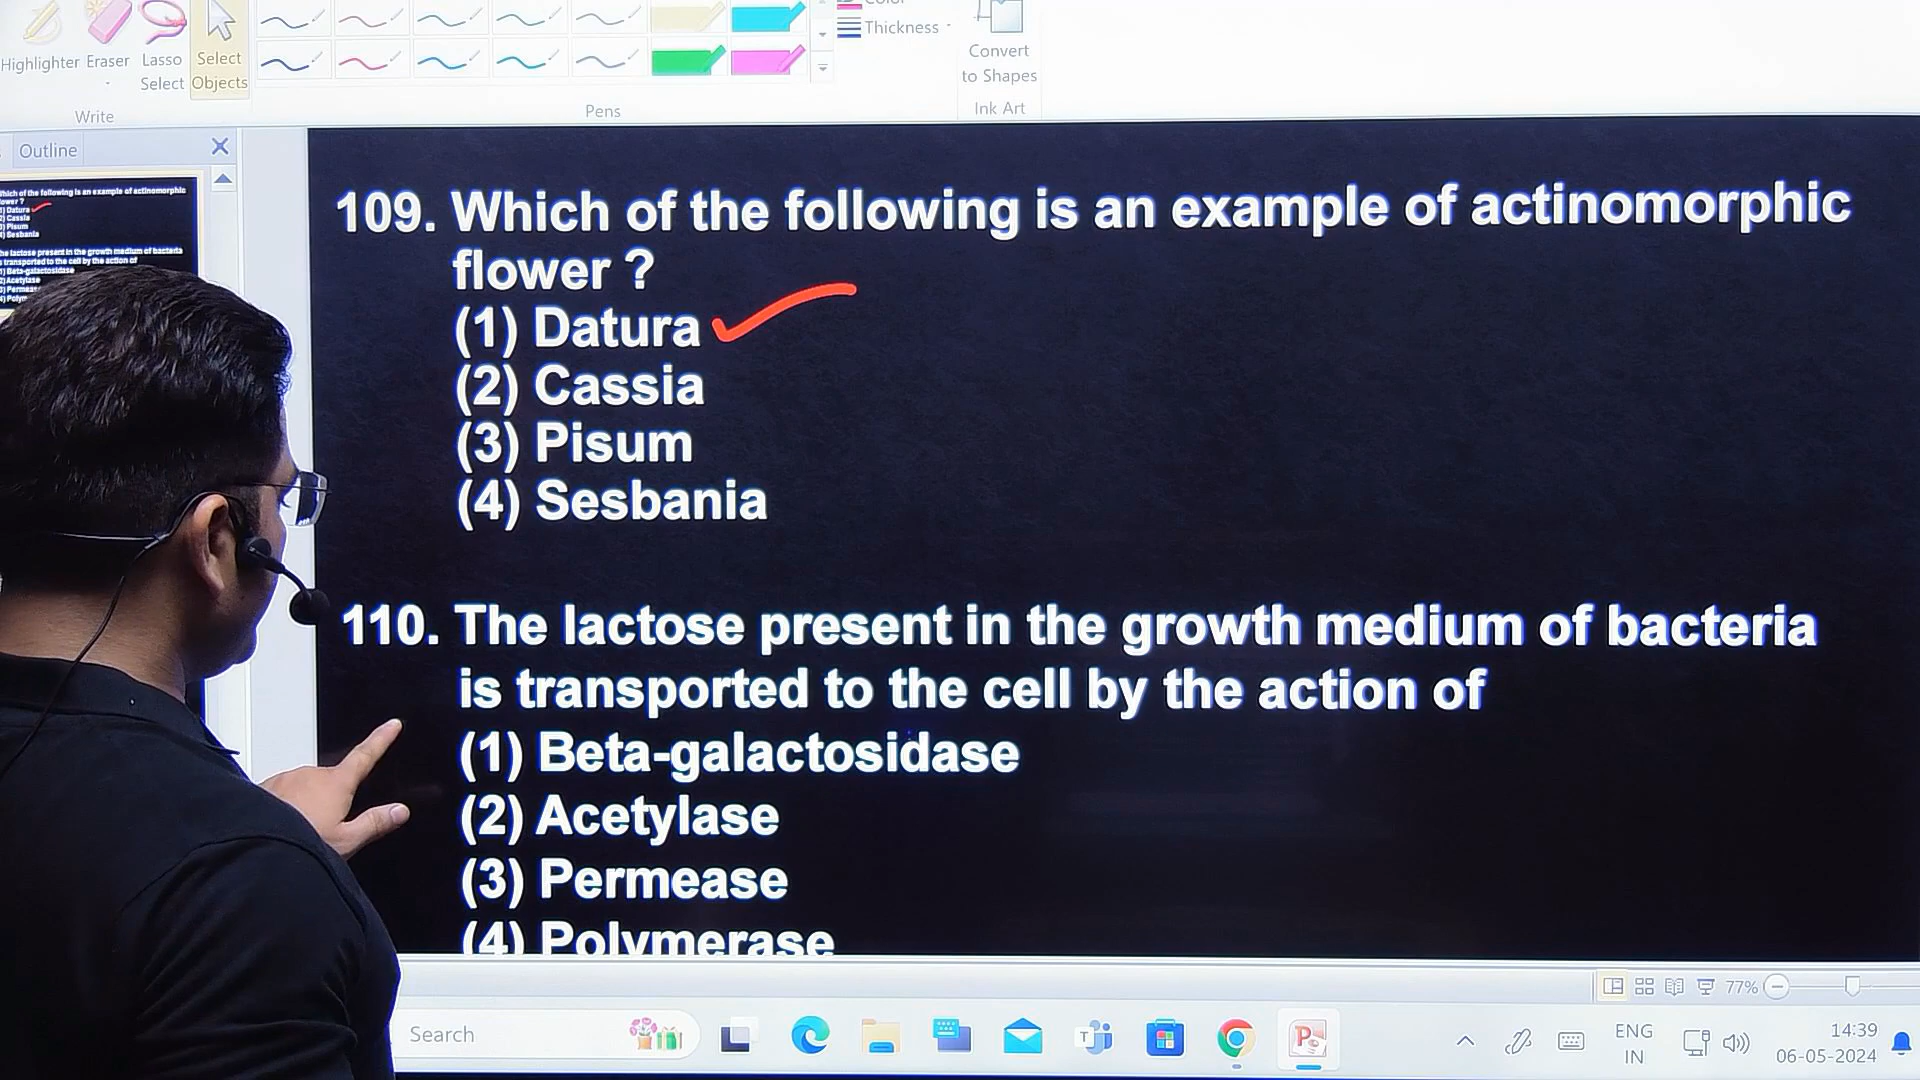 Color
Highlighter
Eraser
Lasso
Select
Select
Objects
Thickness
Convert
to Shapes
Write
Pens
Ink Art
Outline
109. Which of the following is an example of actinomorphic
flower ?
(1) Datura
(2) Cassia
(3) Pisum
(4) Sesbania
110. The lactose present in the growth medium of bacteria
is transported to the cell by the action of
(1) Beta-galactosidase
(2) Acetylase
(3) Permease
(4) Polymerase
77%
Search
ENG
IN
14:39
06-05-2024